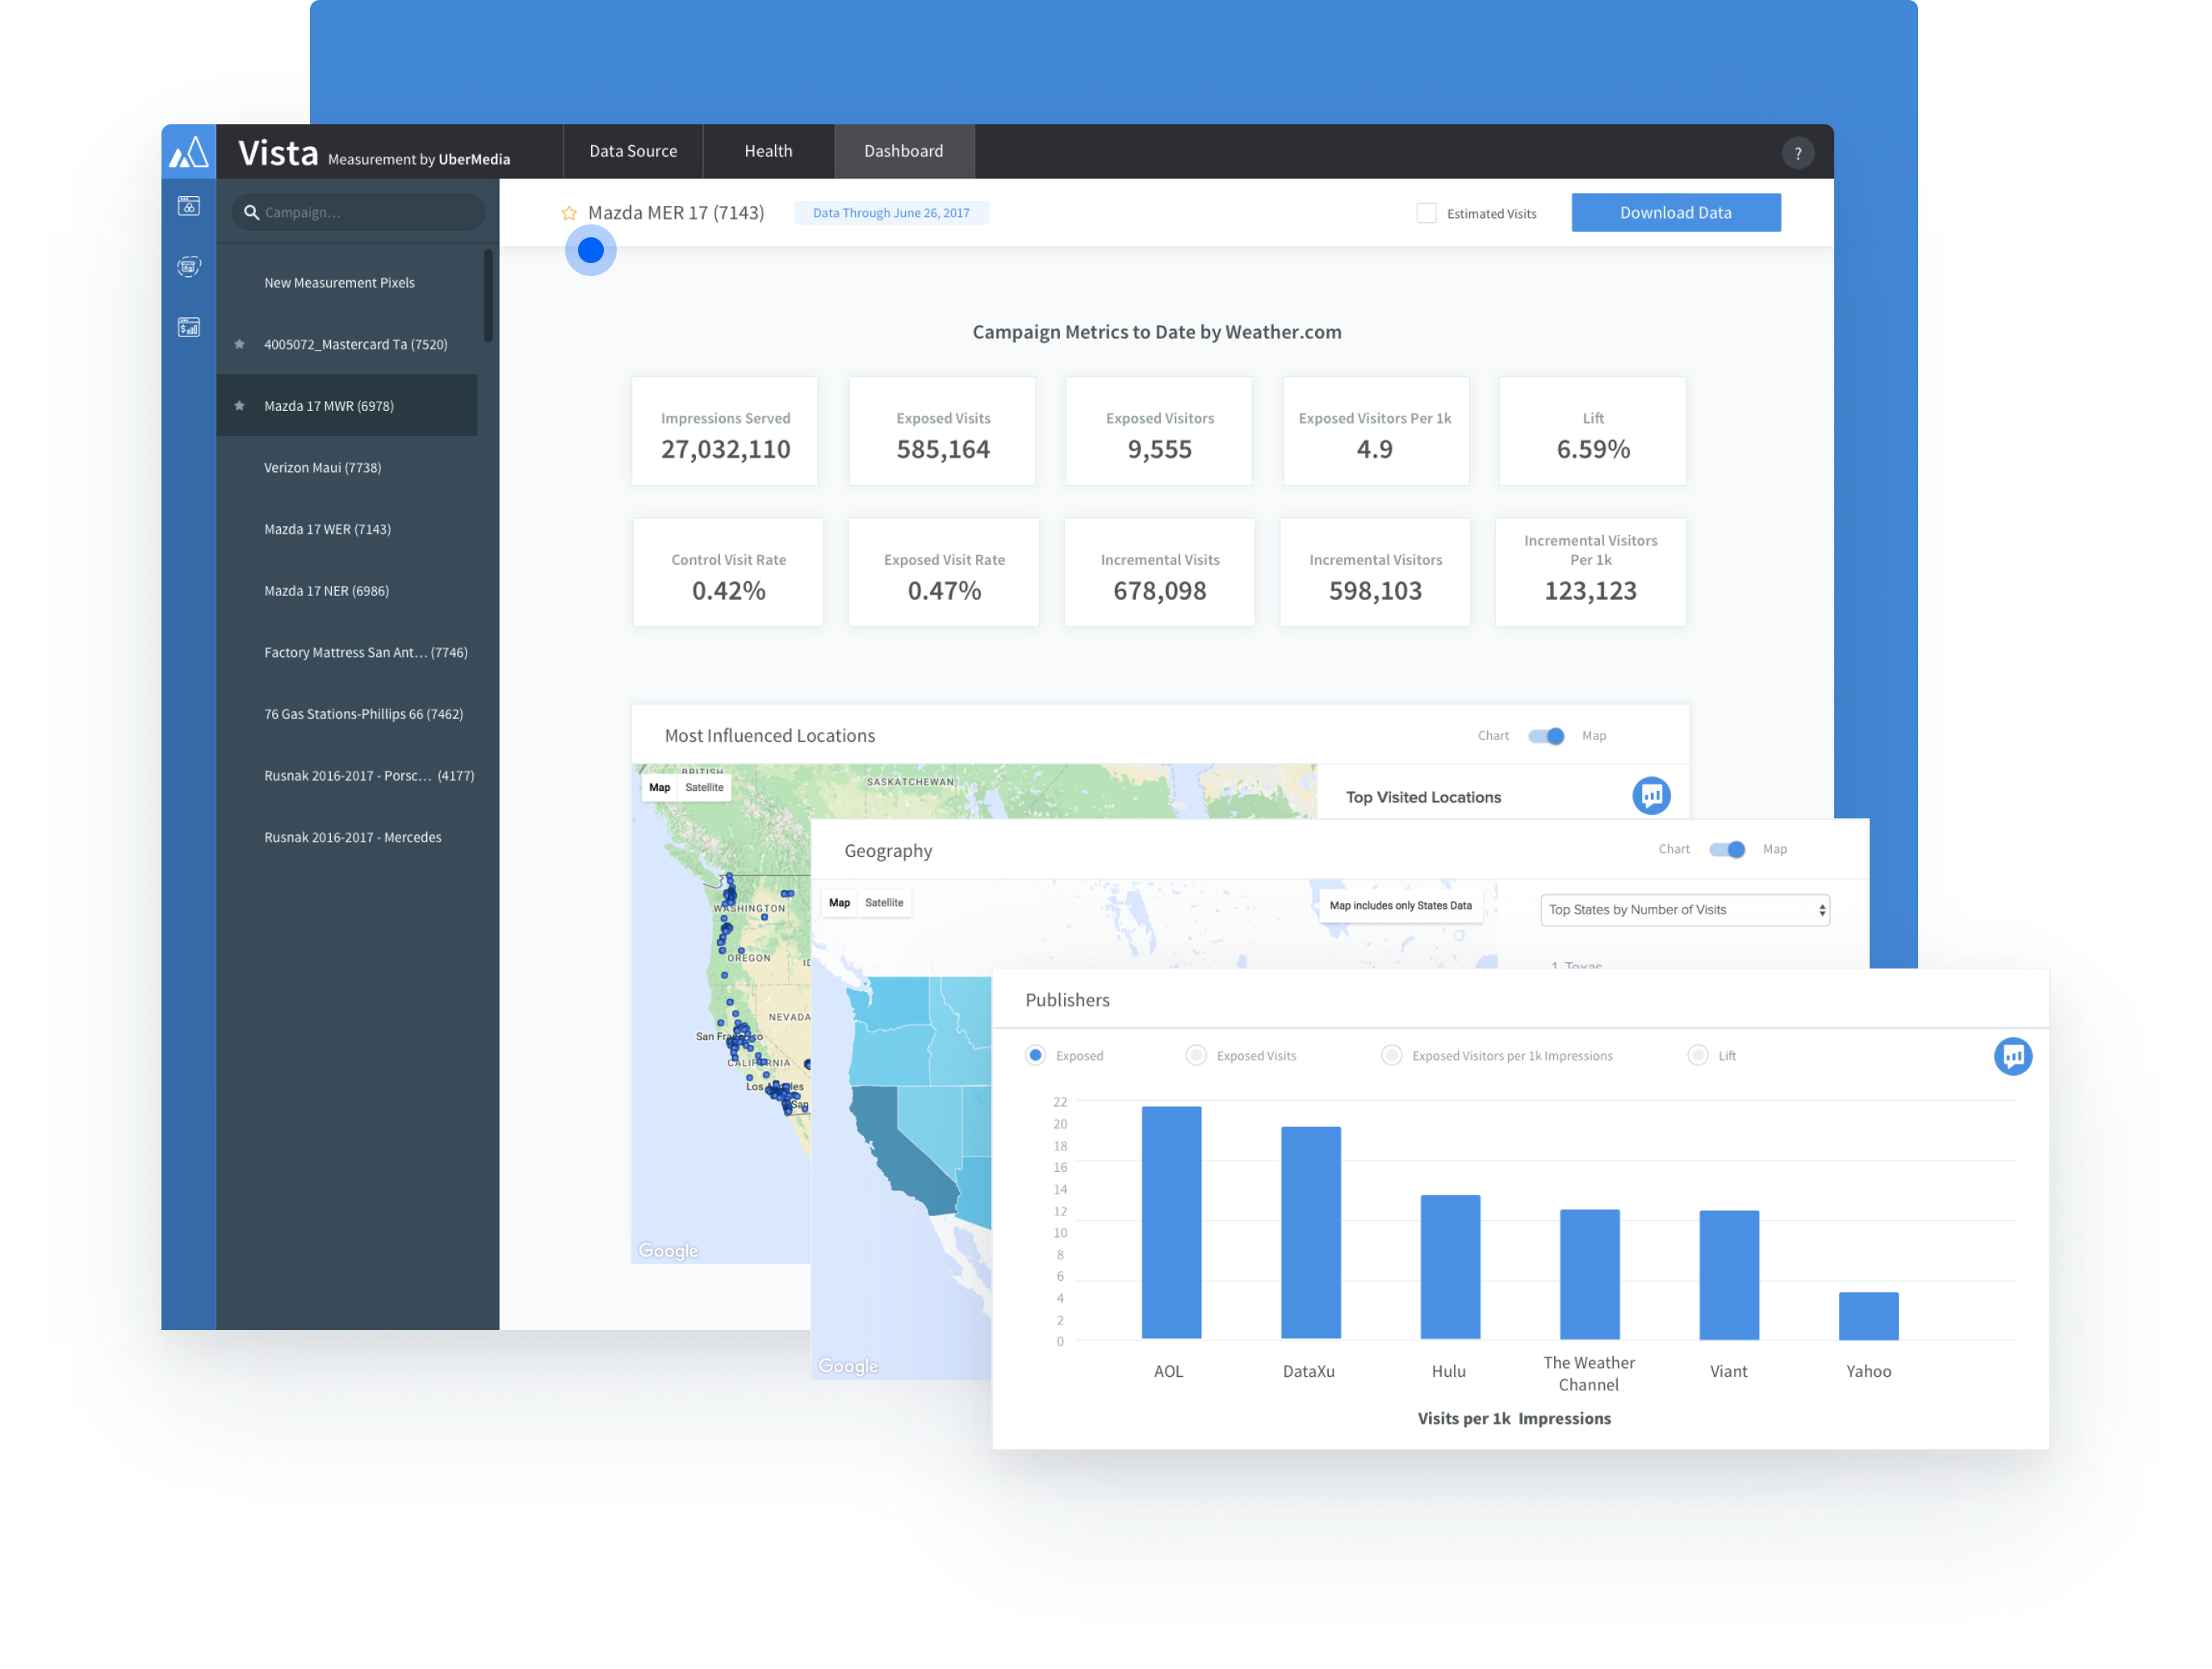 Vista Measurement by UberMedia
Data Source
Health
Dashboard
?
Campaign...
New Measurement Pixels
4005072_Mastercard Ta (7520)
Mazda 17 MWR (6978)
Verizon Maui (7738)
Mazda 17 WER (7143)
Mazda 17 NER (6986)
Factory Mattress San Ant... (7746)
76 Gas Stations-Phillips 66 (7462)
Rusnak 2016-2017 - Porsc... (4177)
Rusnak 2016-2017 - Mercedes
Mazda MER 17 (7143)
Data Through June 26, 2017
Estimated Visits
Download Data
Campaign Metrics to Date by Weather.com
Impressions Served
27,032,110
Exposed Visits
585,164
Exposed Visitors
9,555
Exposed Visitors Per 1k
4.9
Lift
6.59%
Control Visit Rate
0.42%
Exposed Visit Rate
0.47%
Incremental Visits
678,098
Incremental Visitors
598,103
Incremental Visitors
Per 1k
123,123
Most Influenced Locations
Chart
Map
Map
Satellite
BRITISH
SASKATCHEWAN
Top Visited Locations
WASHINGTON
OREGON
NEVADA
CALIFORNIA
San
Google
Geography
Chart
Map
Map
Satellite
Map includes only States Data
Top States by Number of Visits
1. Texas
Google
Publishers
Exposed
Exposed Visits
Exposed Visitors per 1k Impressions
Lift
22
20
18
16
14
12
10
8
6
4
2
0
AOL
DataXu
Hulu
The Weather
Channel
Viant
Yahoo
Visits per 1k Impressions